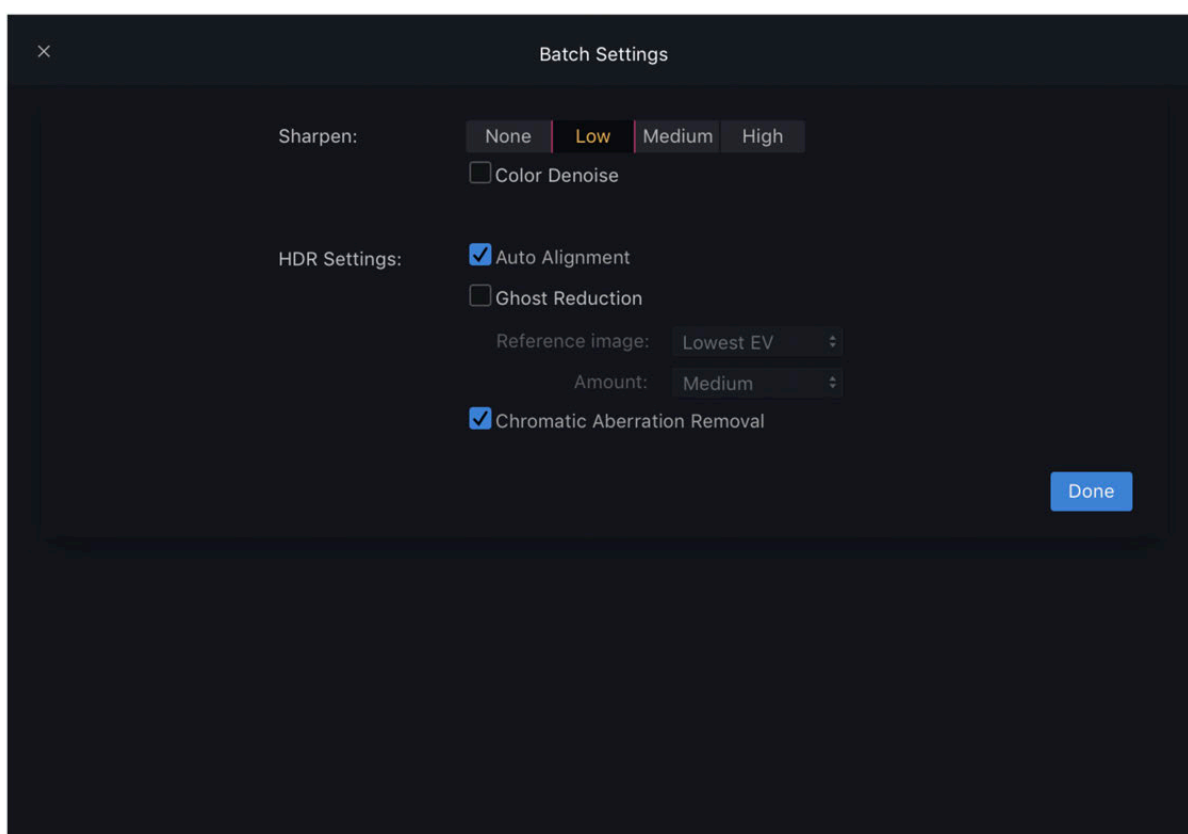 Batch Settings
Sharpen: None Low Medium High
Color Denoise
HDR Settings: Auto Alignment
Ghost Reduction
Reference image: Lowest EV
Amount: Medium
Chromatic Aberration Removal
Done